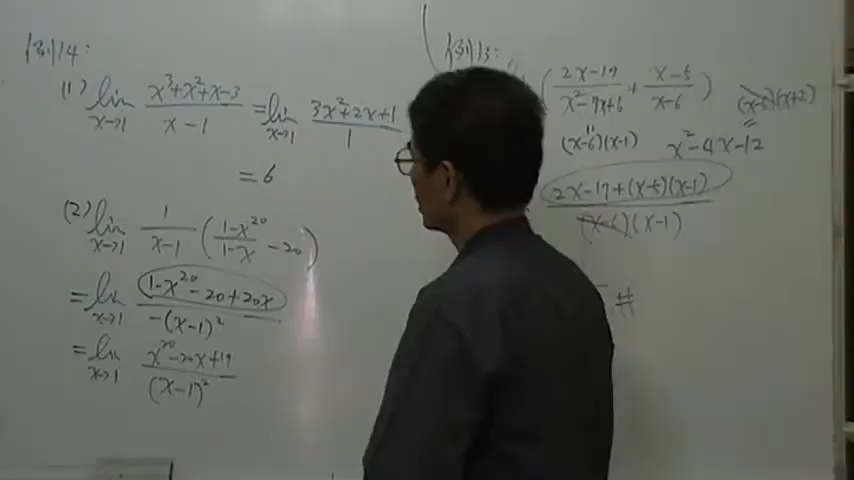 例14:
(1) lim x→1 (x³+x²+x-3)/(x-1) = lim x→1 (3x²+2x+1)/1
= 6
(2) lim x→1 1/(x-1) ( (1-x²⁰)/(1-x) - 20 )
= lim x→1 (1-x²⁰-20+20x)/(-(x-1)²)
= lim x→1 (x²⁰-20x+19)/((x-1)²)
例13:
( (2x-17)/(x²-7x+6) + (x-5)/(x-6) )
(x-6)(x+2)
(x-6)(x-1) x²-4x-12
(2x-17+(x-5)(x-1))/((x-6)(x-1))
#